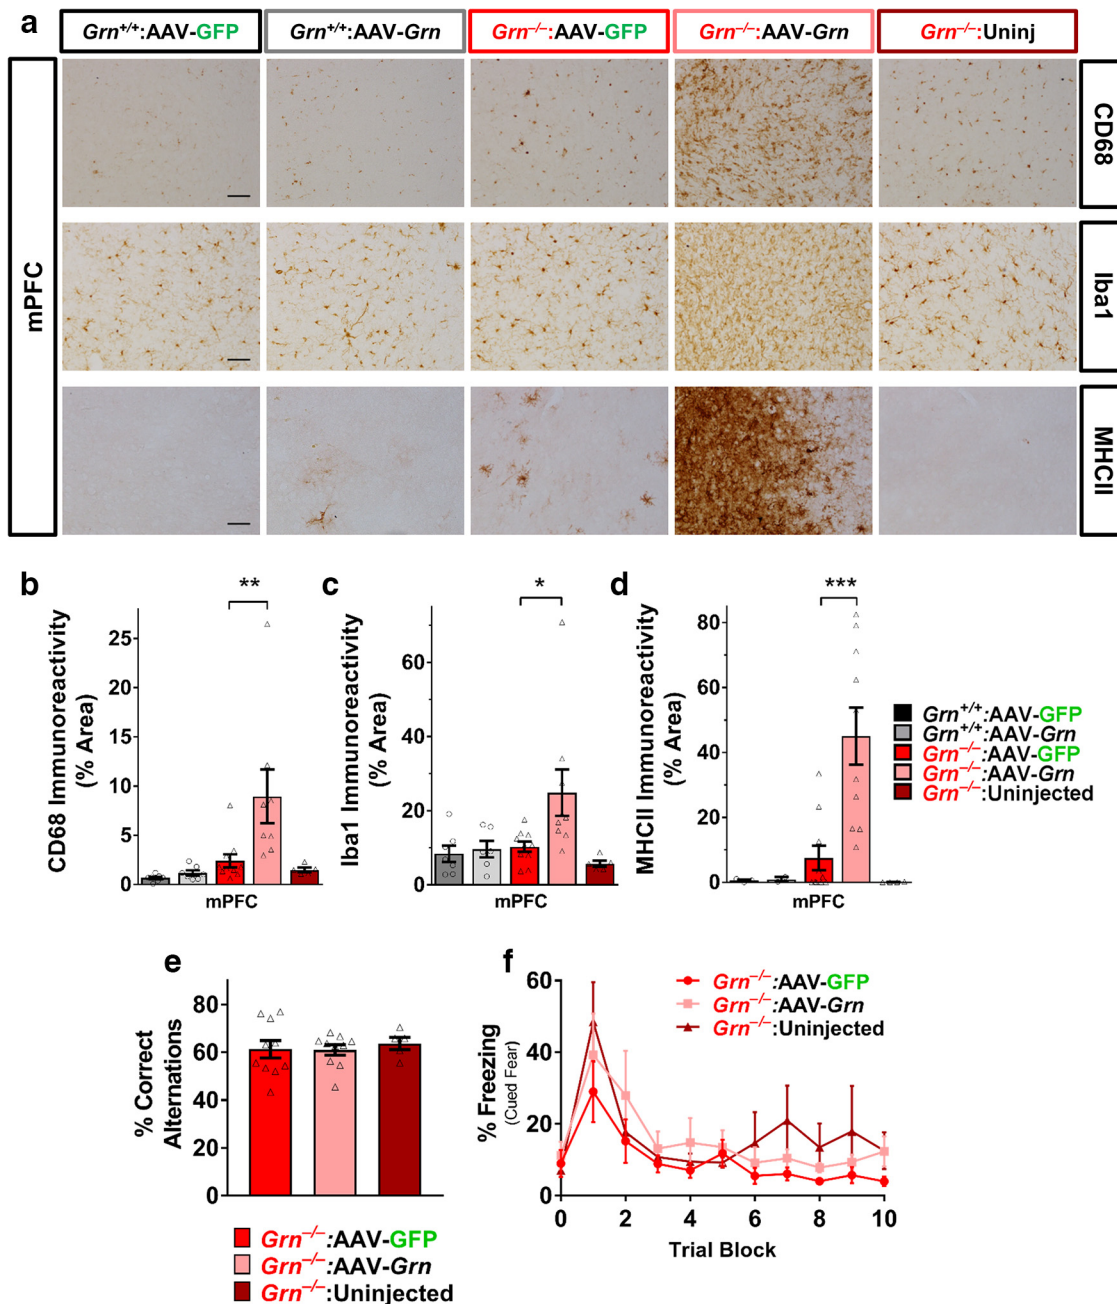 a
Grn+/+:AAV-GFP
Grn+/+:AAV-Grn
Grn−/−:AAV-GFP
Grn−/−:AAV-Grn
Grn−/−:Uninj
mPFC
CD68
Iba1
MHCII
b
CD68 Immunoreactivity
(% Area)
25
20
15
10
5
0
**
mPFC
c
Iba1 Immunoreactivity
(% Area)
60
40
20
0
*
mPFC
d
MHCII Immunoreactivity
(% Area)
80
60
40
20
0
***
mPFC
Grn+/+:AAV-GFP
Grn+/+:AAV-Grn
Grn−/−:AAV-GFP
Grn−/−:AAV-Grn
Grn−/−:Uninjected
e
% Correct
Alternations
80
60
40
20
0
Grn−/−:AAV-GFP
Grn−/−:AAV-Grn
Grn−/−:Uninjected
f
% Freezing
(Cued Fear)
60
40
20
0
0 2 4 6 8 10
Trial Block
Grn−/−:AAV-GFP
Grn−/−:AAV-Grn
Grn−/−:Uninjected